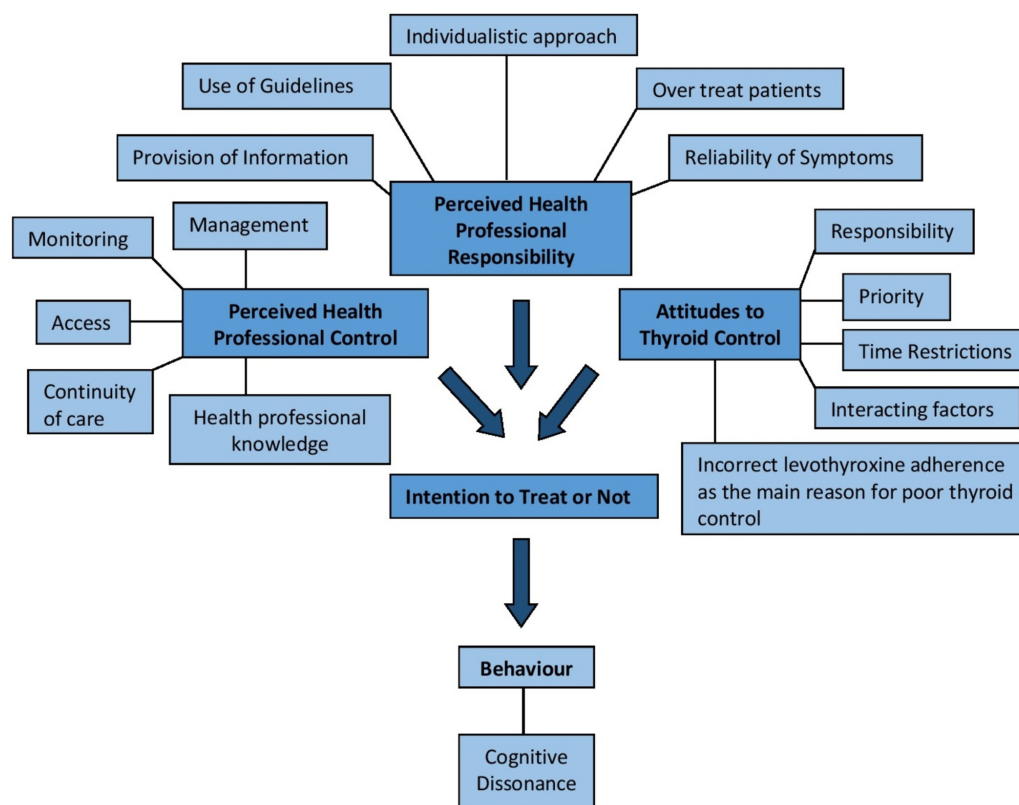 Individualistic approach
Use of Guidelines
Over treat patients
Provision of Information
Reliability of Symptoms
Perceived Health
Professional
Responsibility
Management
Monitoring
Access
Continuity
of care
Health professional
knowledge
Perceived Health
Professional Control
Responsibility
Priority
Time Restrictions
Interacting factors
Incorrect levothyroxine adherence
as the main reason for poor thyroid
control
Attitudes to
Thyroid Control
Intention to Treat or Not
Behaviour
Cognitive
Dissonance